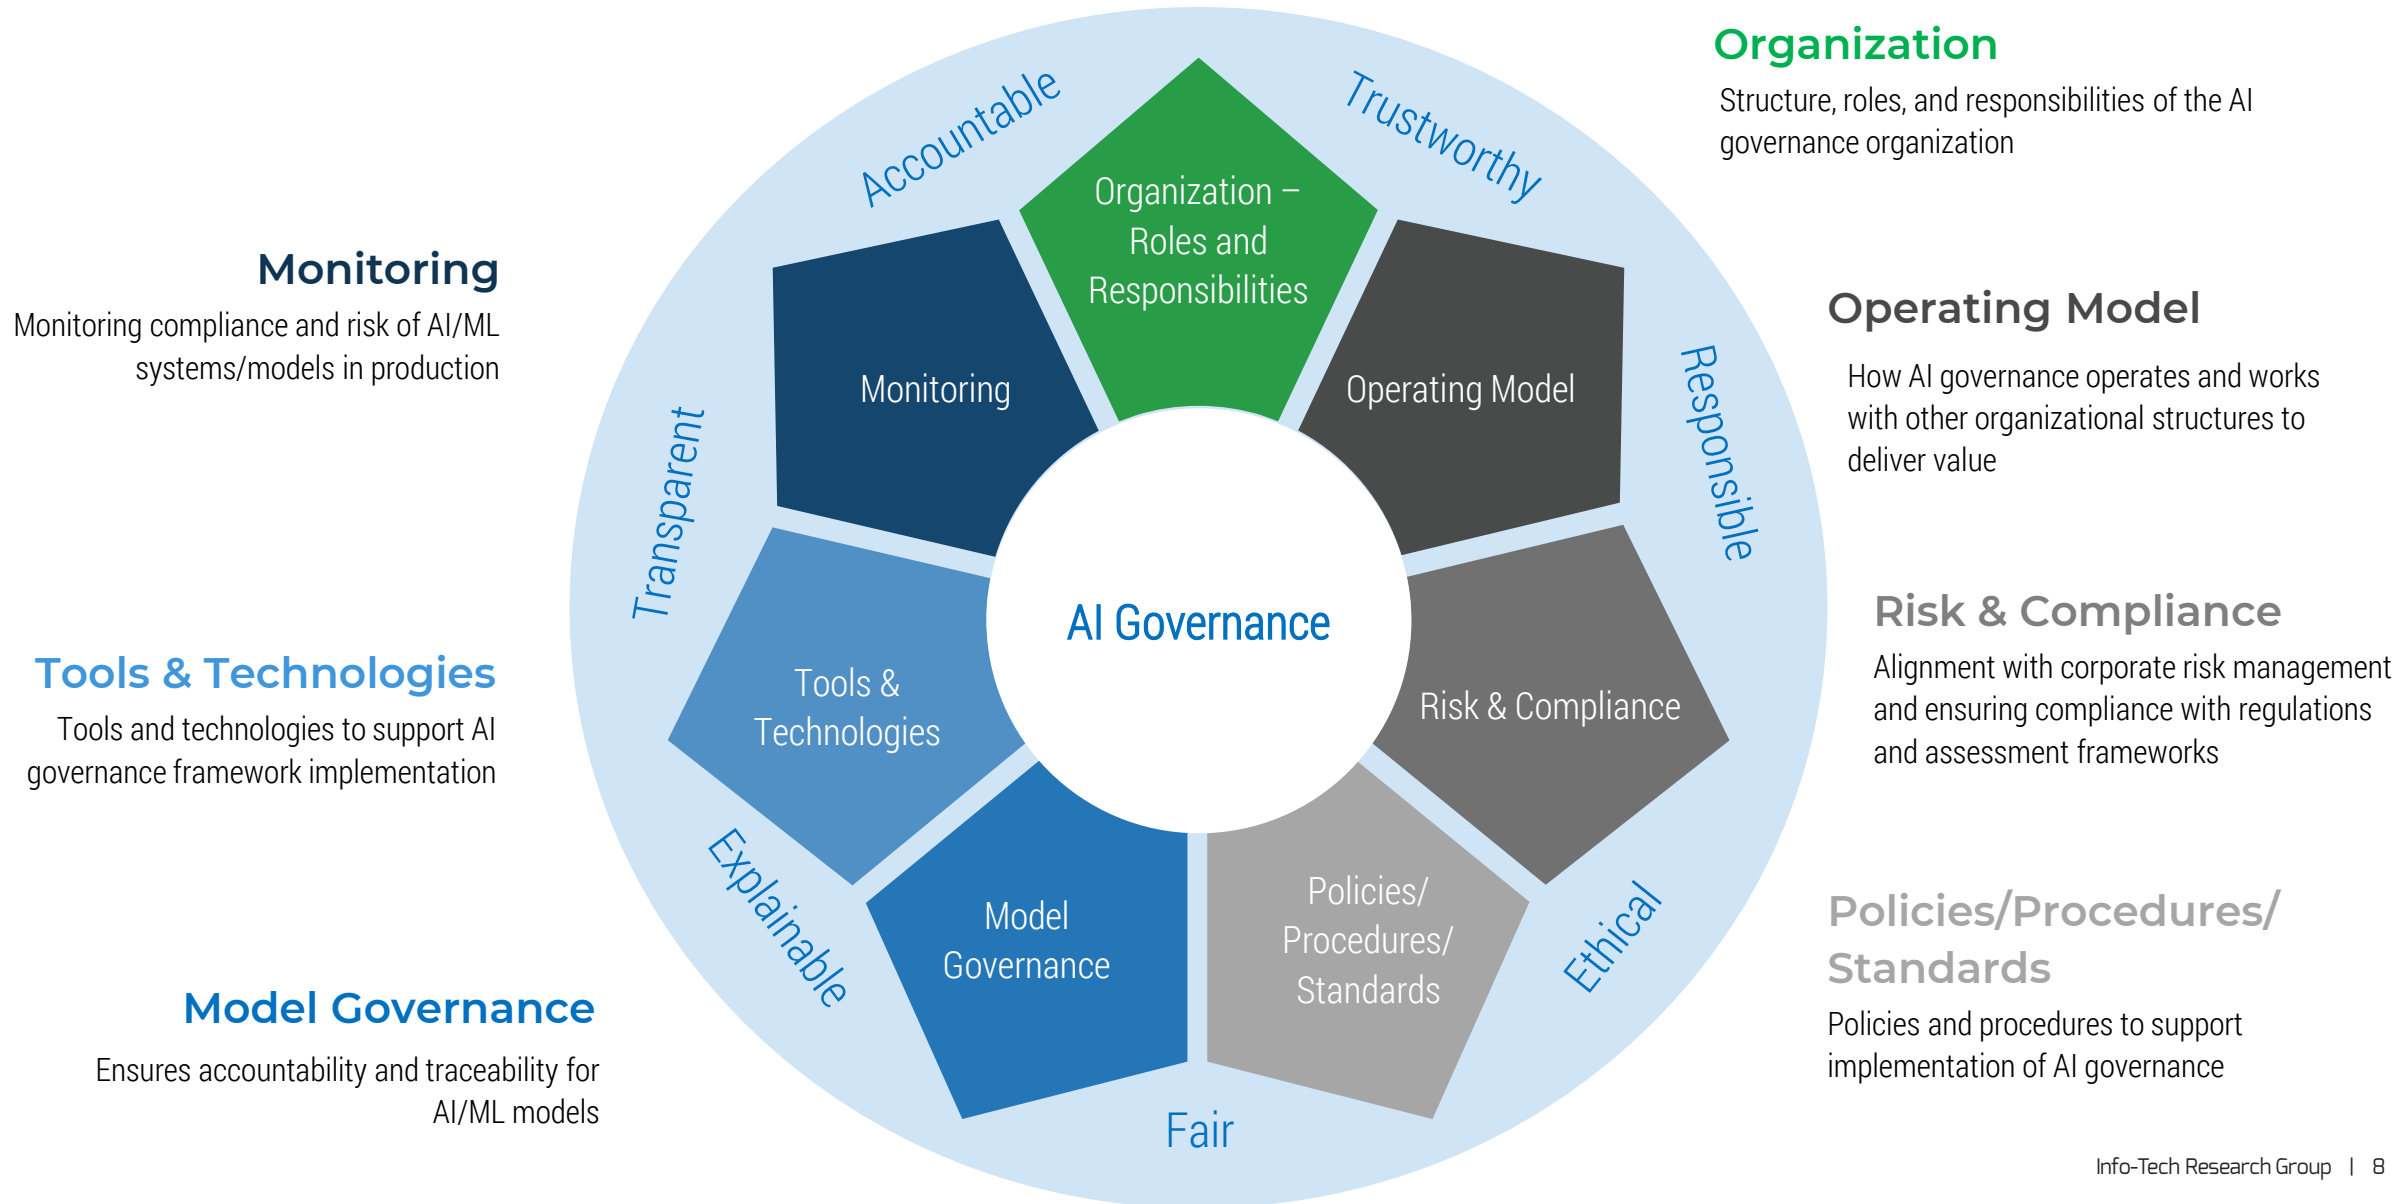 Organization
Structure, roles, and responsibilities of the AI
governance organization
Operating Model
How AI governance operates and works
with other organizational structures to
deliver value
Risk & Compliance
Alignment with corporate risk management
and ensuring compliance with regulations
and assessment frameworks
Policies/Procedures/
Standards
Policies and procedures to support
implementation of AI governance
Monitoring
Monitoring compliance and risk of AI/ML
systems/models in production
Tools & Technologies
Tools and technologies to support AI
governance framework implementation
Model Governance
Ensures accountability and traceability for
AI/ML models
Accountable
Trustworthy
Responsible
Ethical
Fair
Explainable
Transparent
Organization –
Roles and
Responsibilities
Operating Model
Risk & Compliance
Policies/
Procedures/
Standards
Model
Governance
Tools &
Technologies
Monitoring
AI Governance
Info-Tech Research Group | 8